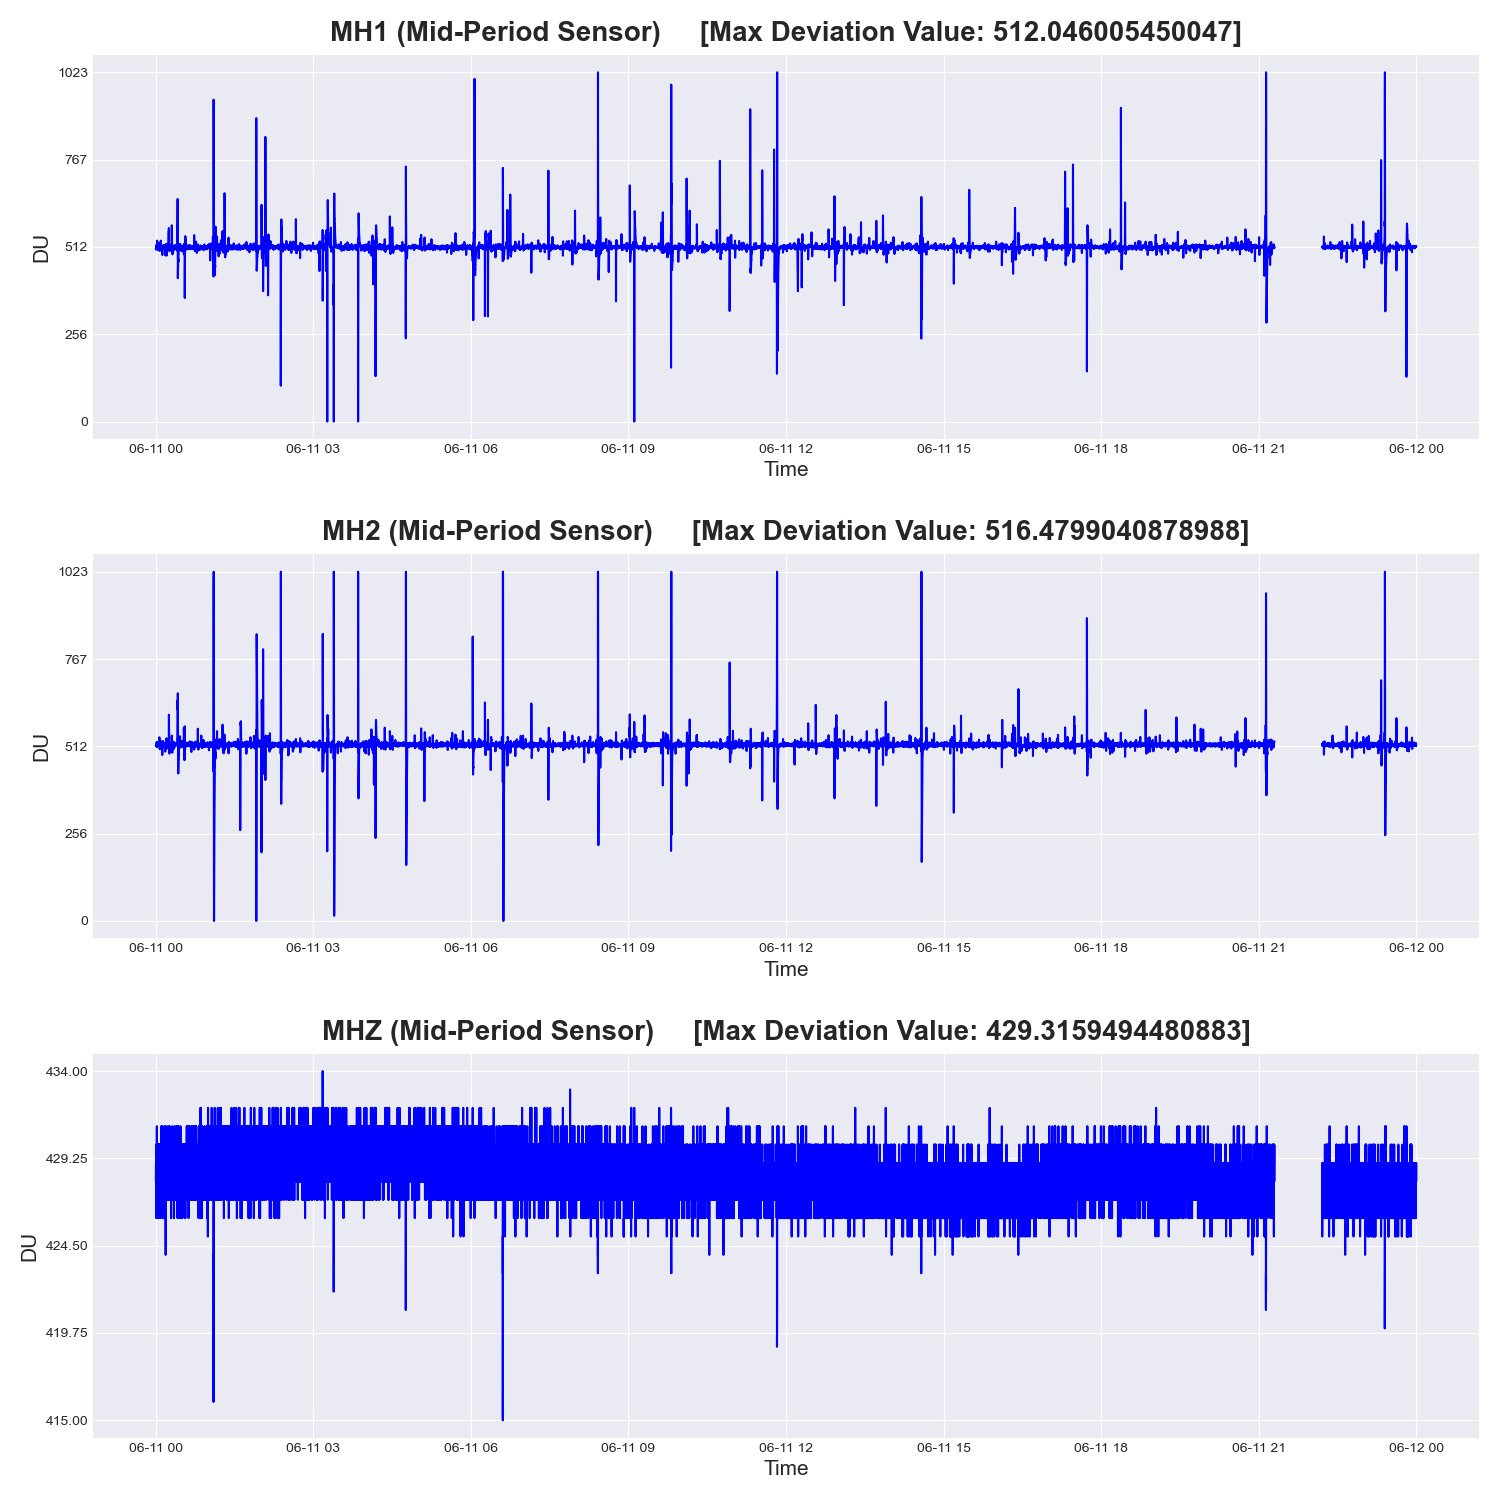 MH1 (Mid-Period Sensor) [Max Deviation Value: 512.046005450047]
1023
767
512
256
0
DU
06-11 00 06-11 03 06-11 06 06-11 09 06-11 12 06-11 15 06-11 18 06-11 21 06-12 00
Time
MH2 (Mid-Period Sensor) [Max Deviation Value: 516.4799040878988]
1023
767
512
256
0
DU
06-11 00 06-11 03 06-11 06 06-11 09 06-11 12 06-11 15 06-11 18 06-11 21 06-12 00
Time
MHZ (Mid-Period Sensor) [Max Deviation Value: 429.3159494480883]
434.00
429.25
424.50
419.75
415.00
DU
06-11 00 06-11 03 06-11 06 06-11 09 06-11 12 06-11 15 06-11 18 06-11 21 06-12 00
Time